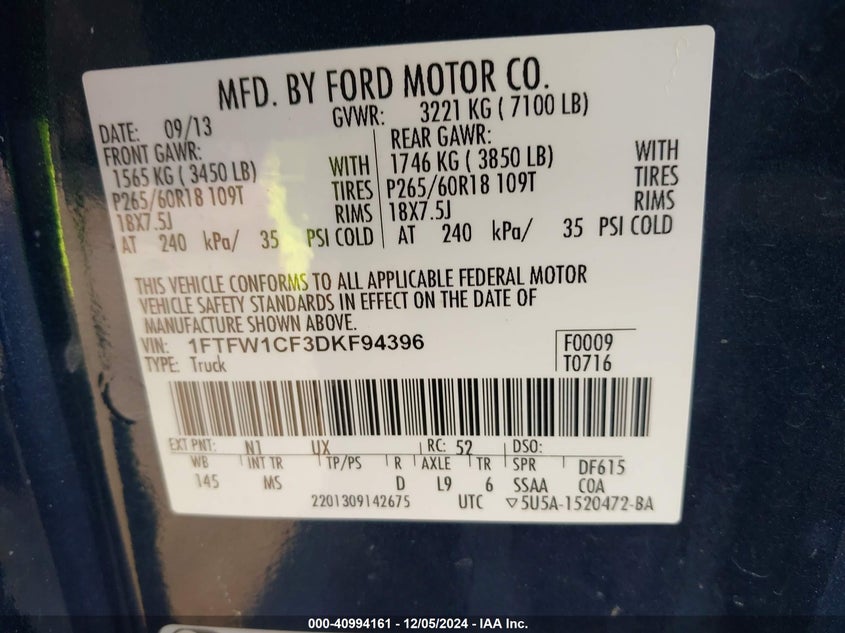 MFD. BY FORD MOTOR CO.
DATE: 09/13 GVWR: 3221 KG ( 7100 LB)
FRONT GAWR: REAR GAWR:
1565 KG ( 3450 LB) WITH 1746 KG ( 3850 LB) WITH
P265/60R18 109T TIRES P265/60R18 109T TIRES
18X7.5J RIMS 18X7.5J RIMS
AT 240 kPa/ 35 PSI COLD AT 240 kPa/ 35 PSI COLD
THIS VEHICLE CONFORMS TO ALL APPLICABLE FEDERAL MOTOR
VEHICLE SAFETY STANDARDS IN EFFECT ON THE DATE OF
MANUFACTURE SHOWN ABOVE.
VIN: 1FTFW1CF3DKF94396 F0009
TYPE: Truck T0716
EXT PNT: N1 UX RC: 52 DSO:
WB INT TR TP/PS R AXLE TR SPR DF615
145 MS D L9 6 SSAA COA
2201309142675 UTC ▽5U5A-1520472-BA
000-40994161 - 12/05/2024 - IAA Inc.